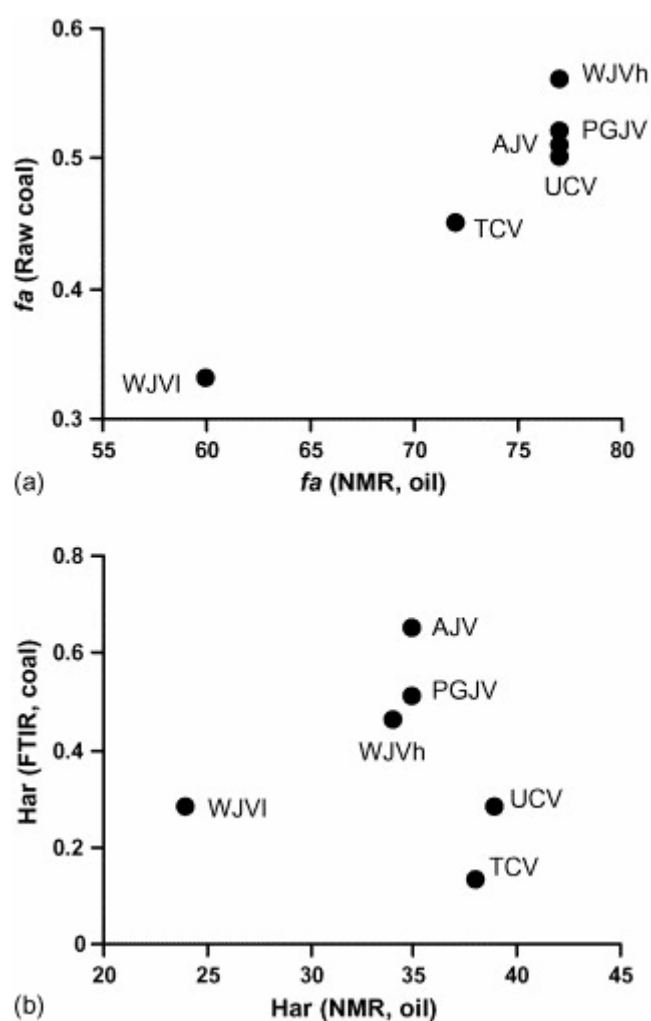 0.6
WJVh
PGJV
AJV
0.5
UCV
fa (Raw coal)
TCV
0.4
WJVl
0.3
55 60 65 70 75 80
(a)
fa (NMR, oil)
0.8
AJV
0.6
PGJV
Har (FTIR, coal)
WJVh
0.4
WJVl
UCV
0.2
TCV
0
20 25 30 35 40 45
(b)
Har (NMR, oil)